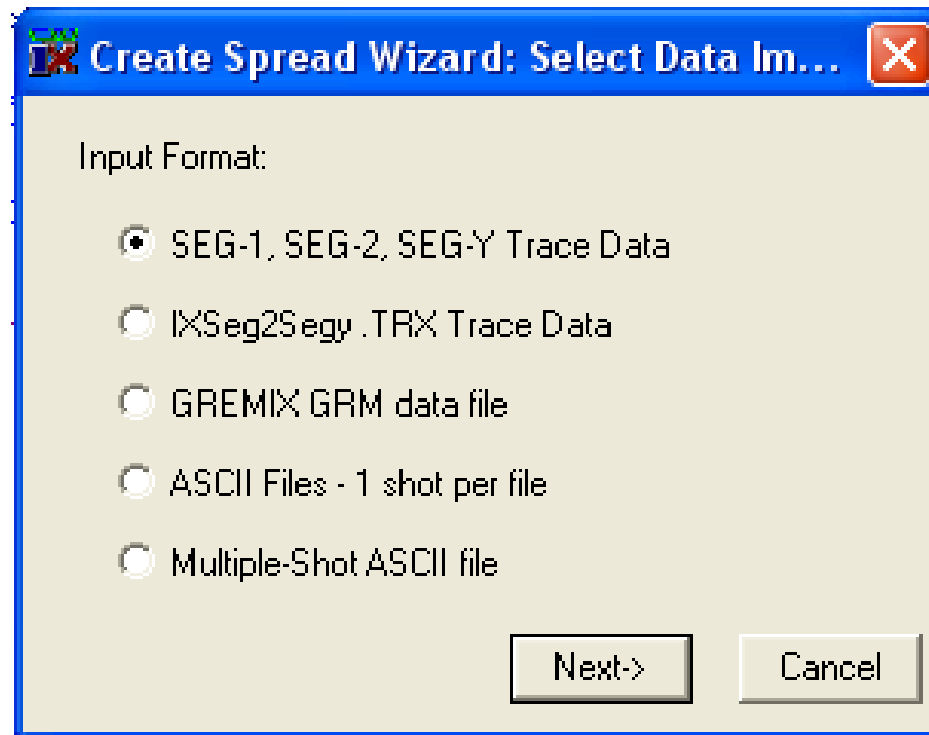 Create Spread Wizard: Select Data Im...
Input Format:
SEG-1, SEG-2, SEG-Y Trace Data
IXSeg2Segy .TRX Trace Data
GREMIX GRM data file
ASCII Files - 1 shot per file
Multiple-Shot ASCII file
Next-> Cancel